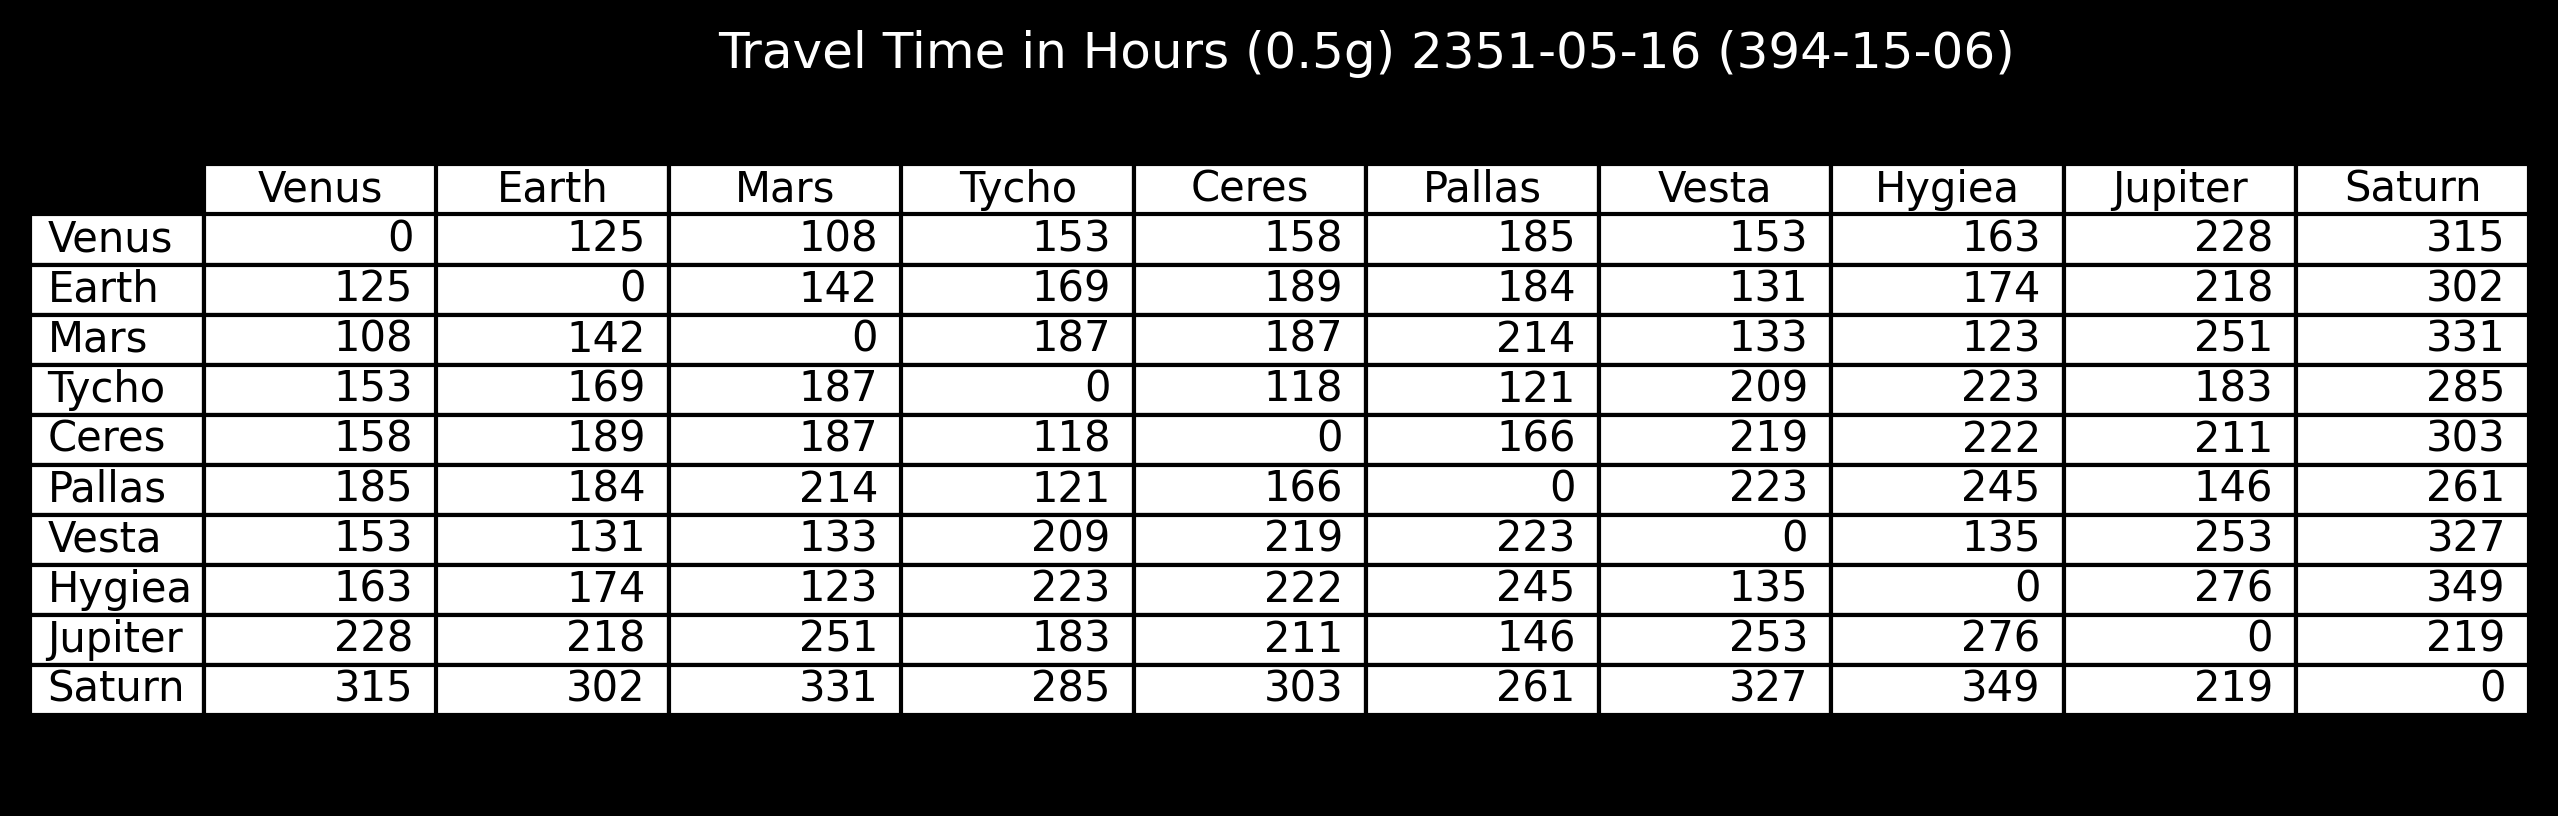 Travel Time in Hours (0.5g) 2351-05-16 (394-15-06)
Venus Earth Mars Tycho Ceres Pallas Vesta Hygiea Jupiter Saturn
Venus 0 125 108 153 158 185 153 163 228 315
Earth 125 0 142 169 189 184 131 174 218 302
Mars 108 142 0 187 187 214 133 123 251 331
Tycho 153 169 187 0 118 121 209 223 183 285
Ceres 158 189 187 118 0 166 219 222 211 303
Pallas 185 184 214 121 166 0 223 245 146 261
Vesta 153 131 133 209 219 223 0 135 253 327
Hygiea 163 174 123 223 222 245 135 0 276 349
Jupiter 228 218 251 183 211 146 253 276 0 219
Saturn 315 302 331 285 303 261 327 349 219 0